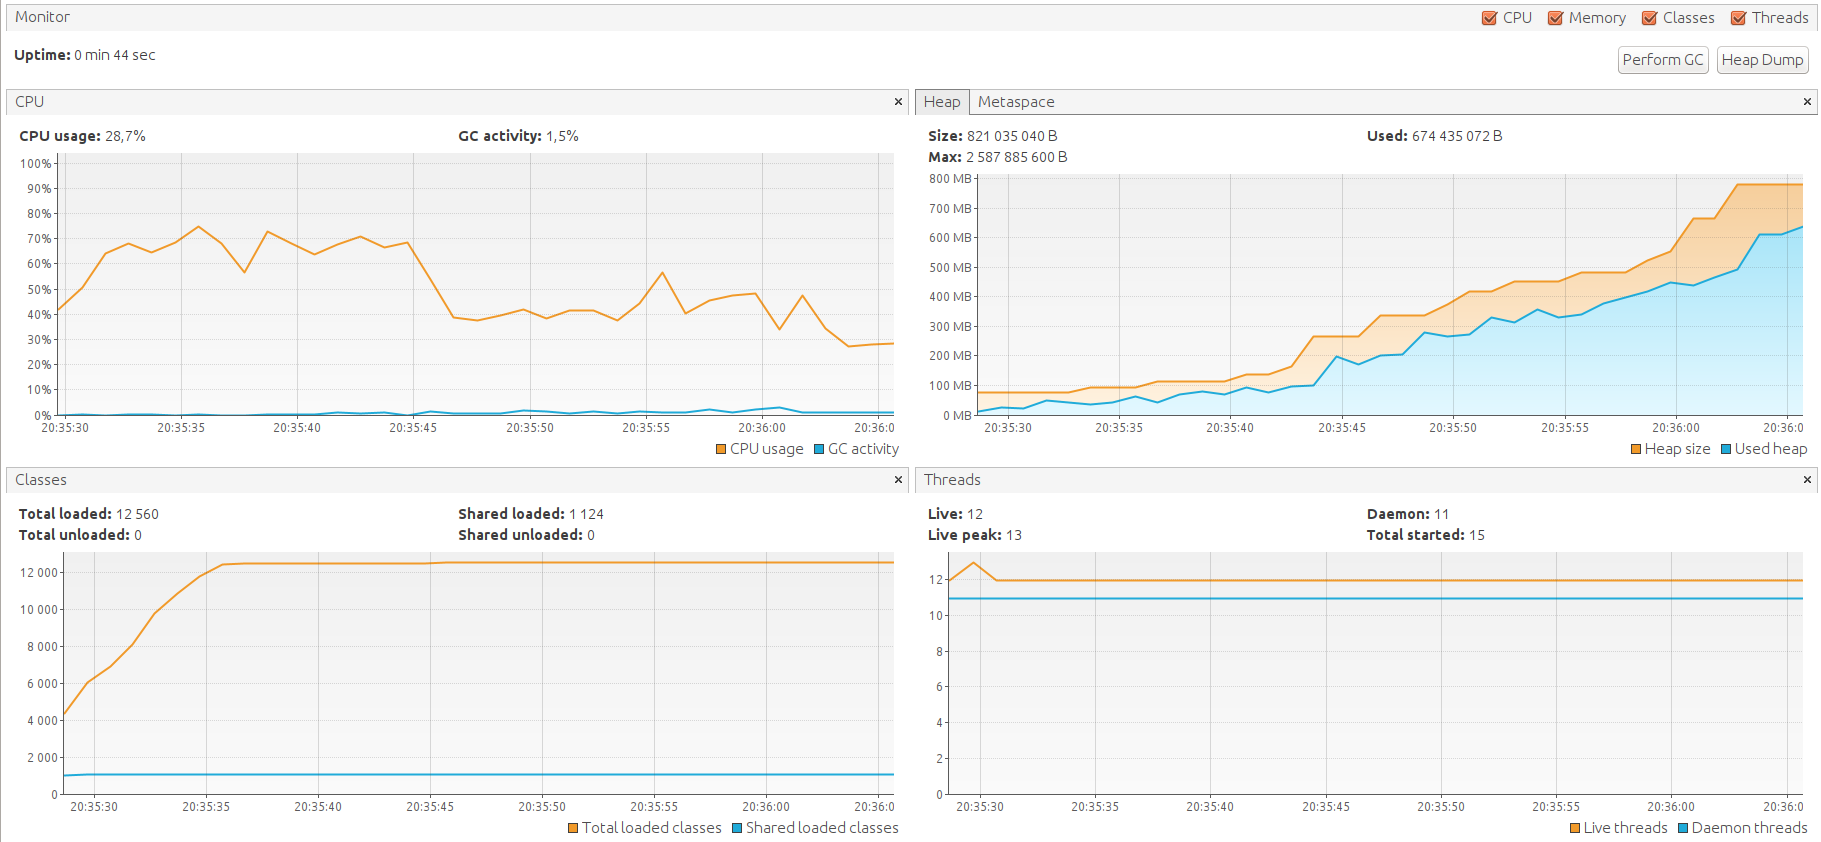 Monitor
CPU Memory Classes Threads
Uptime: 0 min 44 sec
Perform GC Heap Dump
CPU ×
CPU usage: 28,7% GC activity: 1,5%
100%
90%
80%
70%
60%
50%
40%
30%
20%
10%
0%
20:35:30 20:35:35 20:35:40 20:35:45 20:35:50 20:35:55 20:36:00 20:36:0
CPU usage GC activity
Heap Metaspace ×
Size: 821 035 040 B Used: 674 435 072 B
Max: 2 587 885 600 B
800 MB
700 MB
600 MB
500 MB
400 MB
300 MB
200 MB
100 MB
0 MB
20:35:30 20:35:35 20:35:40 20:35:45 20:35:50 20:35:55 20:36:00 20:36:0
Heap size Used heap
Classes ×
Total loaded: 12 560 Shared loaded: 1 124
Total unloaded: 0 Shared unloaded: 0
12 000
10 000
8 000
6 000
4 000
2 000
0
20:35:30 20:35:35 20:35:40 20:35:45 20:35:50 20:35:55 20:36:00 20:36:0
Total loaded classes Shared loaded classes
Threads ×
Live: 12 Daemon: 11
Live peak: 13 Total started: 15
12
10
8
6
4
2
0
20:35:30 20:35:35 20:35:40 20:35:45 20:35:50 20:35:55 20:36:00 20:36:0
Live threads Daemon threads